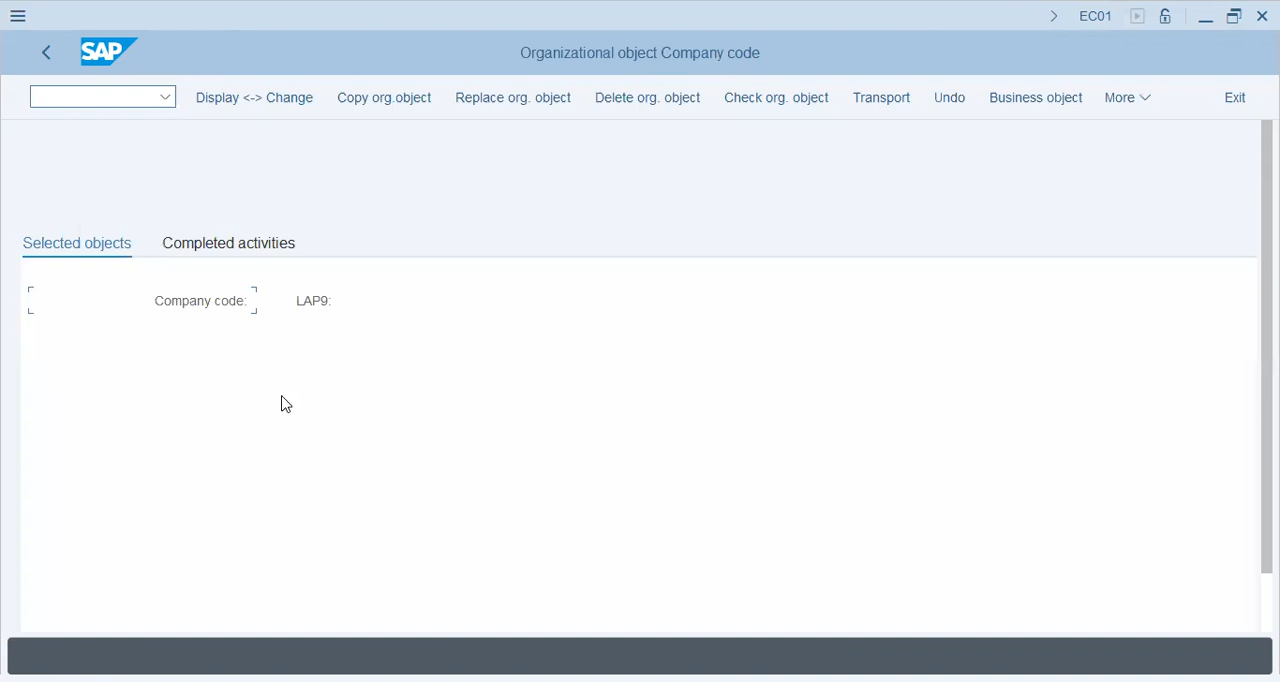 EC01
SAP
Organizational object Company code
Display <-> Change Copy org.object Replace org. object Delete org. object Check org. object Transport Undo Business object More Exit
Selected objects Completed activities
Company code: LAP9: